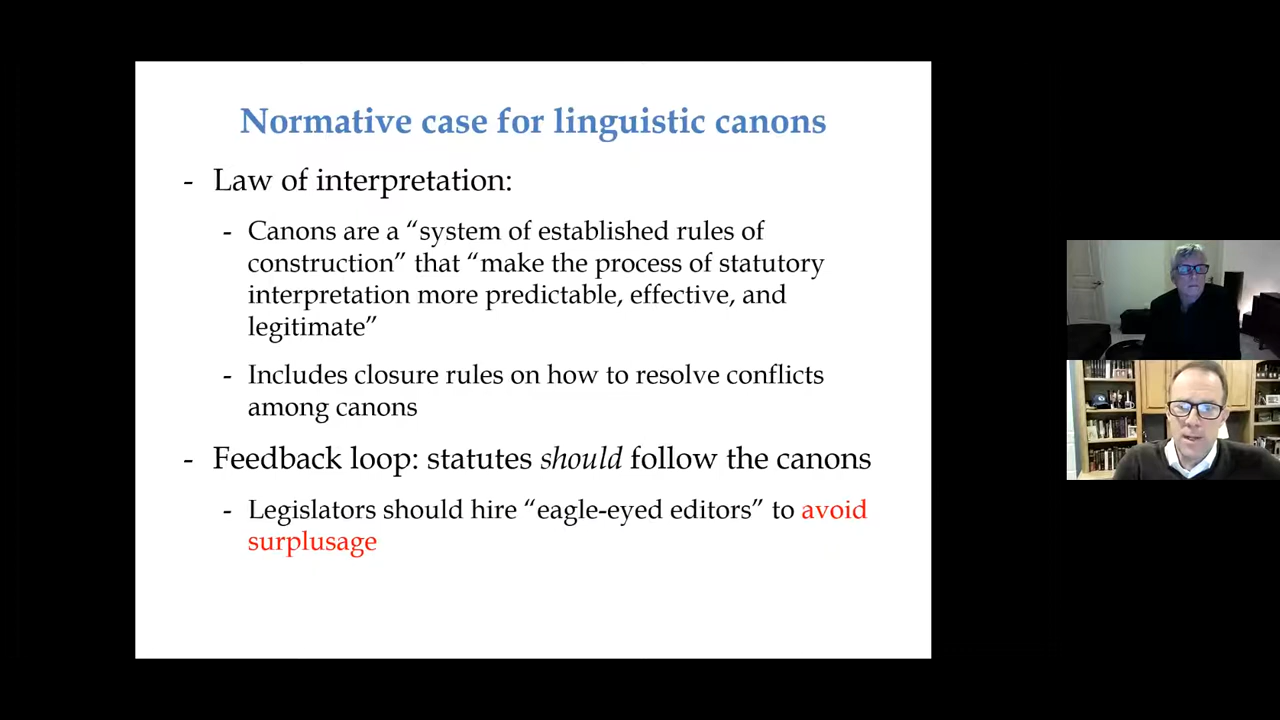 Normative case for linguistic canons
- Law of interpretation:
- Canons are a “system of established rules of
construction” that “make the process of statutory
interpretation more predictable, effective, and
legitimate”
- Includes closure rules on how to resolve conflicts
among canons
- Feedback loop: statutes should follow the canons
- Legislators should hire “eagle-eyed editors” to avoid
surplusage